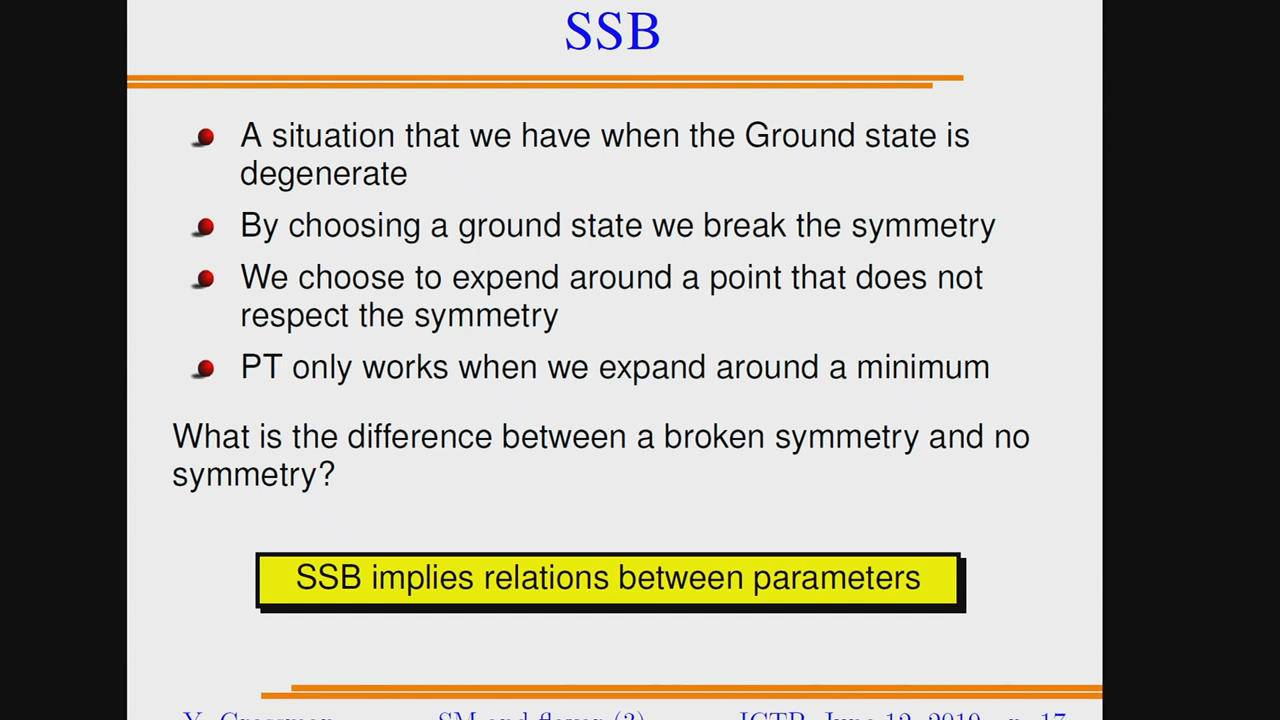 SSB
A situation that we have when the Ground state is
degenerate
By choosing a ground state we break the symmetry
We choose to expend around a point that does not
respect the symmetry
PT only works when we expand around a minimum
What is the difference between a broken symmetry and no
symmetry?
SSB implies relations between parameters
Y. Grossman SM and flavor (3) ICTP, June 12, 2010 p. 17